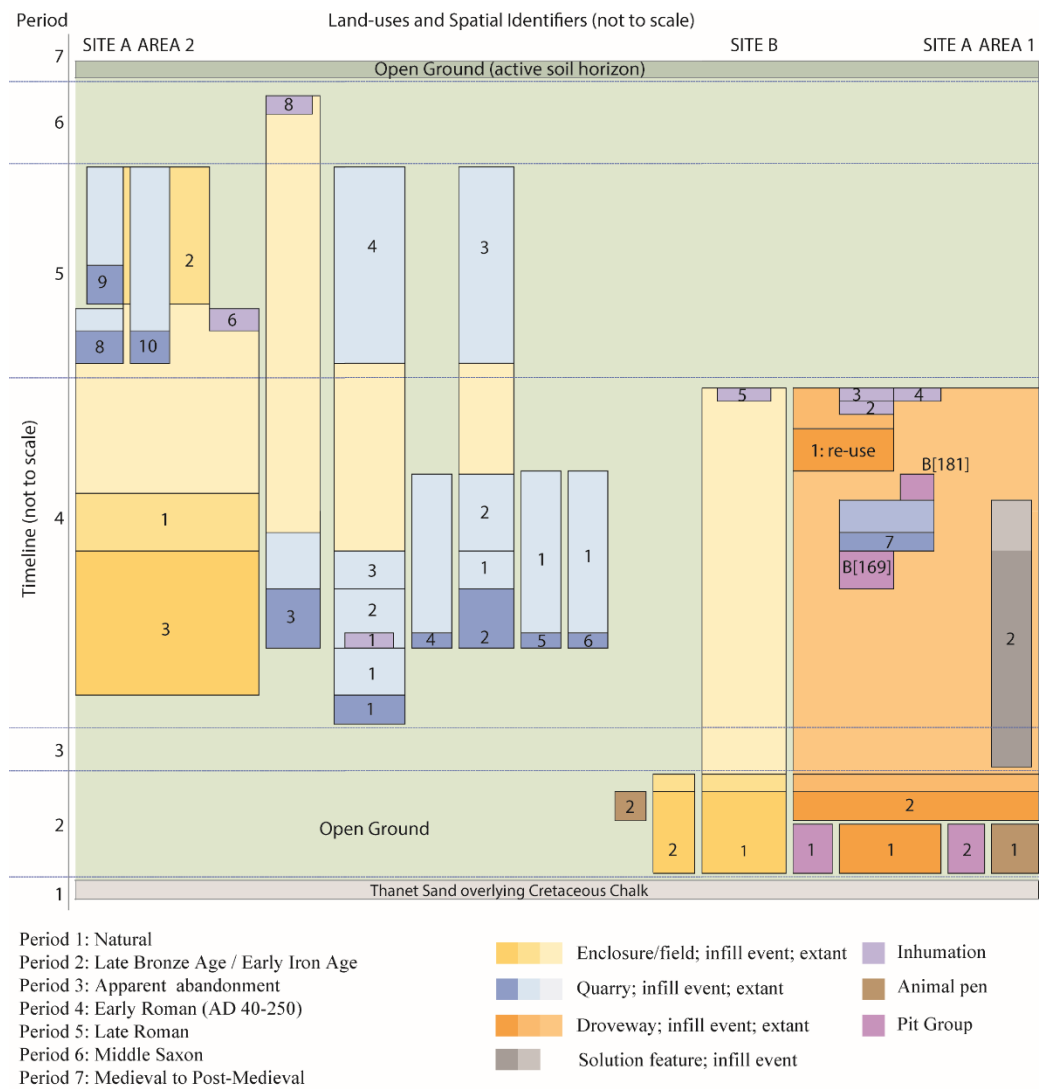 Period
Land-uses and Spatial Identifiers (not to scale)
SITE A AREA 2
SITE B
SITE A AREA 1
7
Open Ground (active soil horizon)
8
6
4
3
2
9
5
6
8
10
5
3
4
2
1: re-use
B[181]
Timeline (not to scale)
4
1
2
7
3
1
1
1
B[169]
3
3
2
2
2
1
4
5
6
1
1
3
2
2
Open Ground
2
2
1
1
1
2
1
1
Thanet Sand overlying Cretaceous Chalk
Period 1: Natural
Period 2: Late Bronze Age / Early Iron Age
Period 3: Apparent abandonment
Period 4: Early Roman (AD 40-250)
Period 5: Late Roman
Period 6: Middle Saxon
Period 7: Medieval to Post-Medieval
Enclosure/field; infill event; extant
Quarry; infill event; extant
Droveway; infill event; extant
Solution feature; infill event
Inhumation
Animal pen
Pit Group